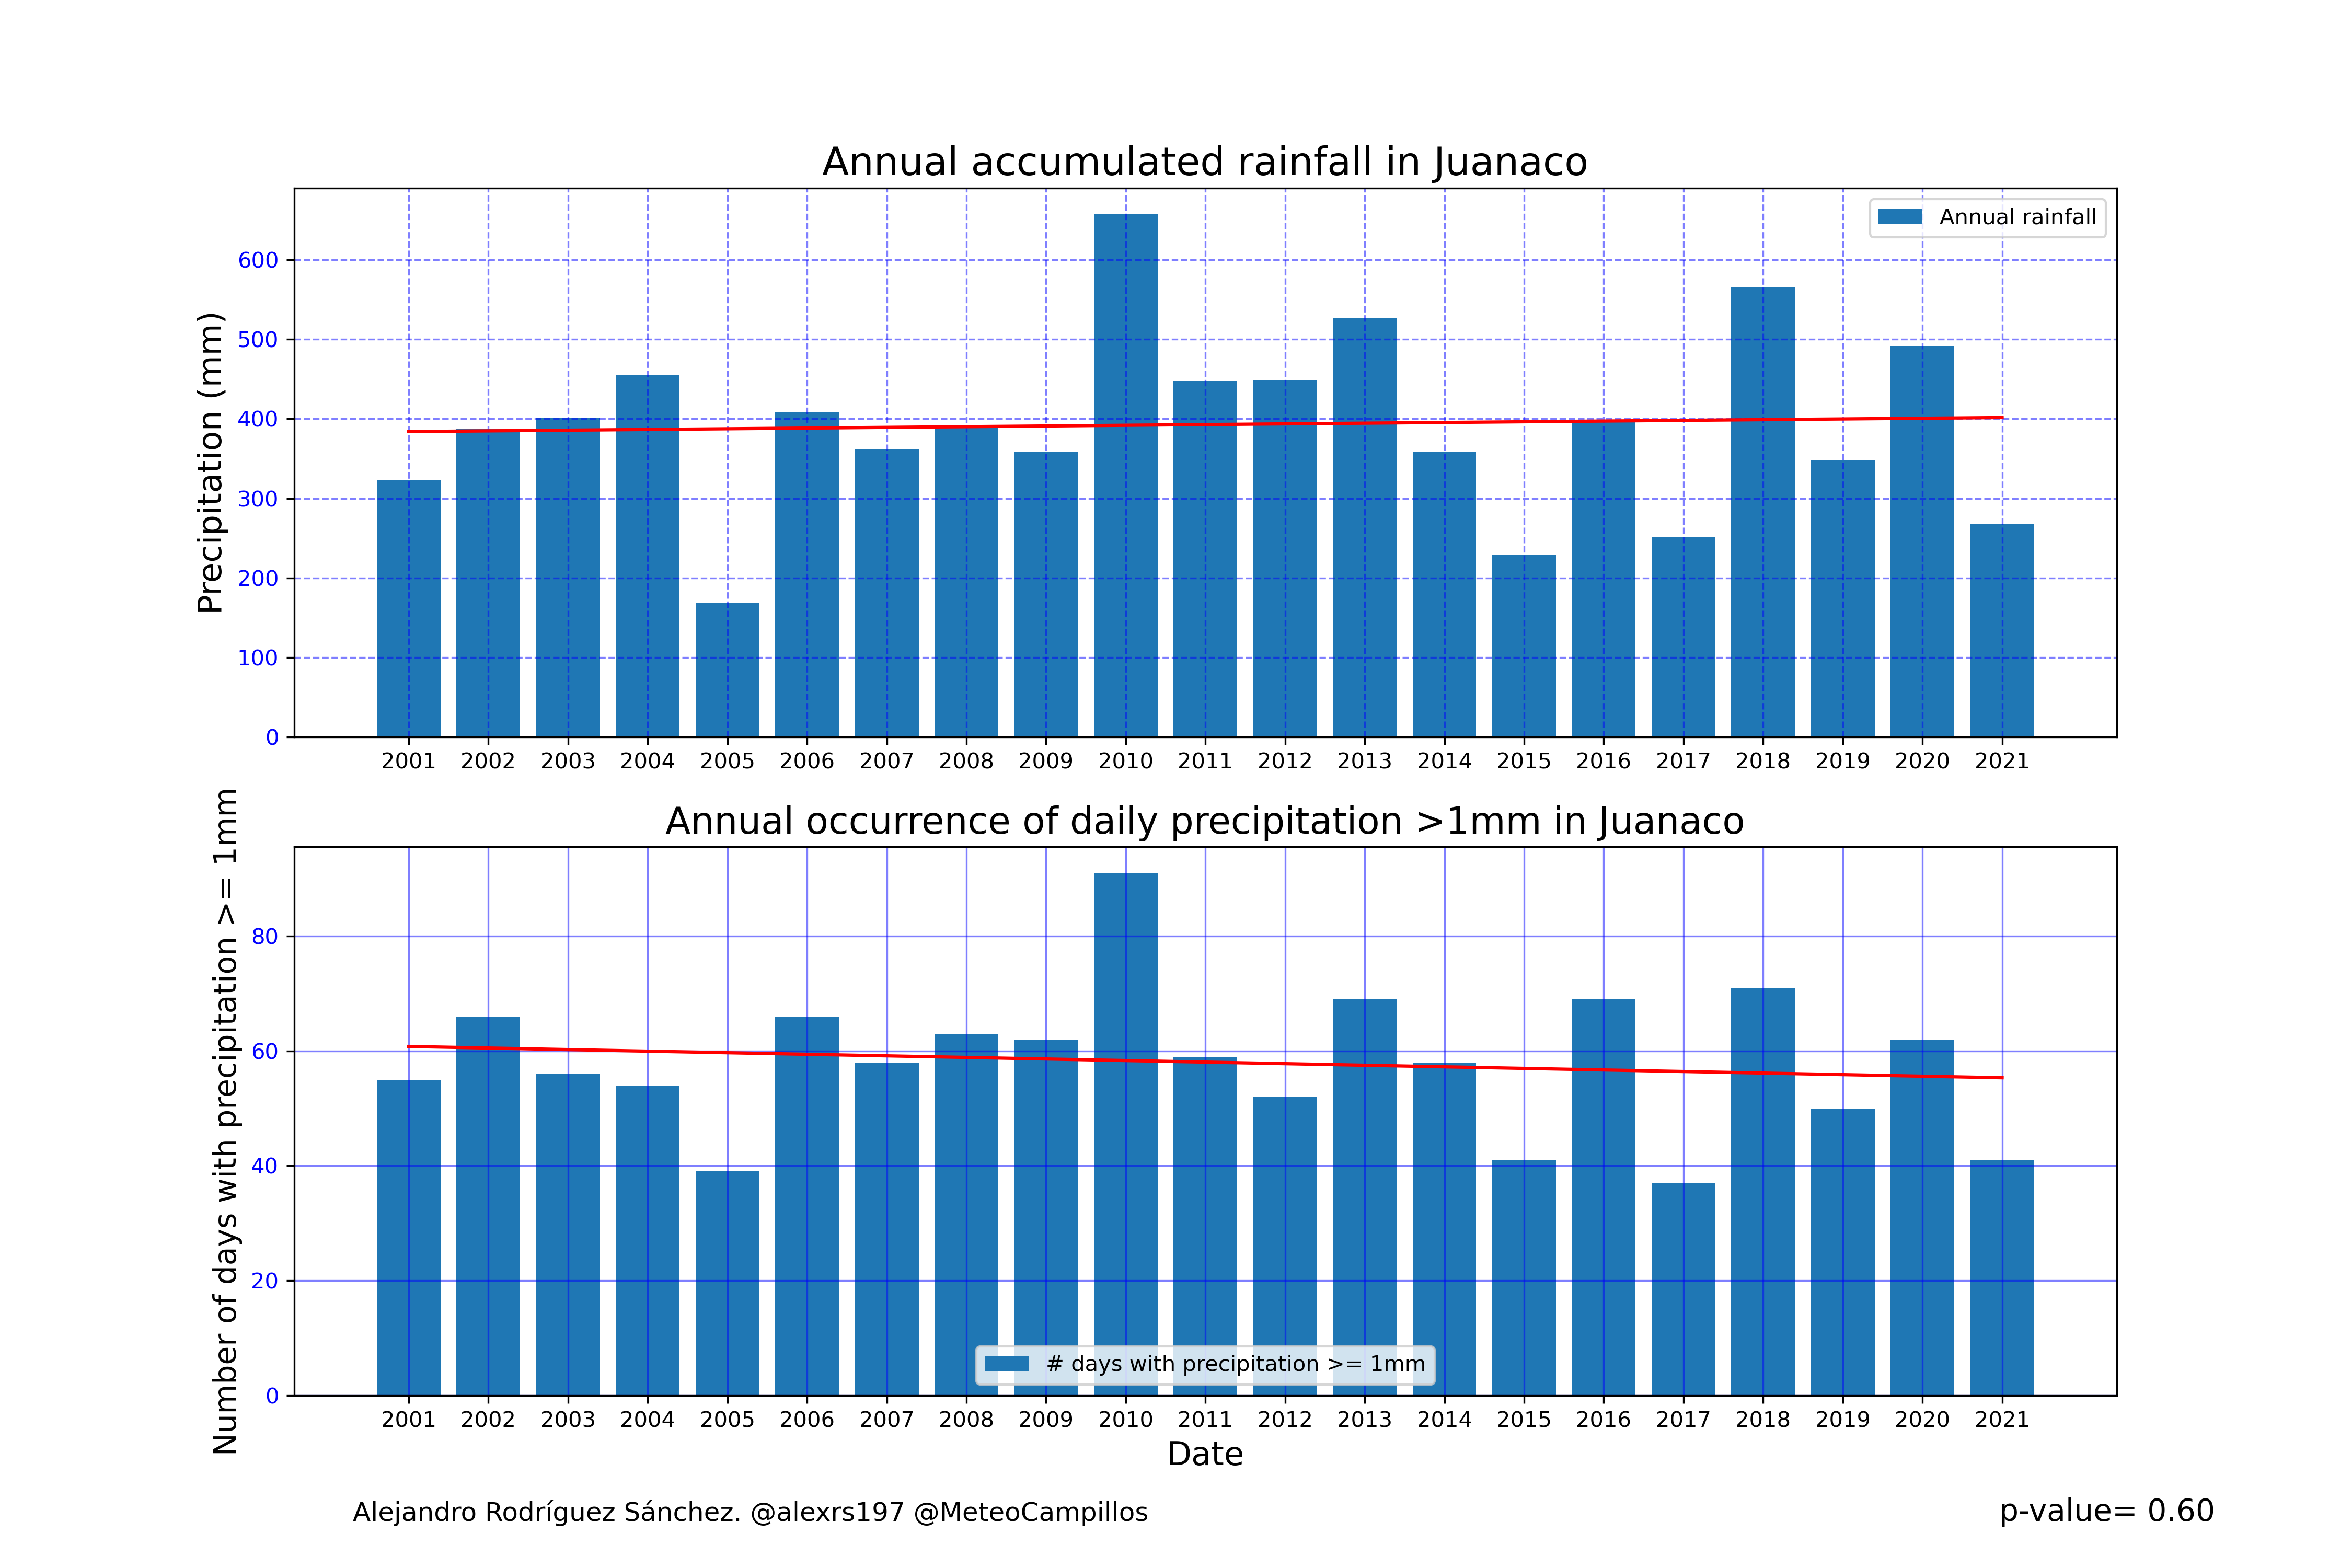 Annual accumulated rainfall in Juanaco
Annual rainfall
Precipitation (mm)
600
500
400
300
200
100
0
2001 2002 2003 2004 2005 2006 2007 2008 2009 2010 2011 2012 2013 2014 2015 2016 2017 2018 2019 2020 2021
Annual occurrence of daily precipitation >1mm in Juanaco
Number of days with precipitation >= 1mm
80
60
40
20
0
# days with precipitation >= 1mm
2001 2002 2003 2004 2005 2006 2007 2008 2009 2010 2011 2012 2013 2014 2015 2016 2017 2018 2019 2020 2021
Date
Alejandro Rodríguez Sánchez. @alexrs197 @MeteoCampillos
p-value= 0.60